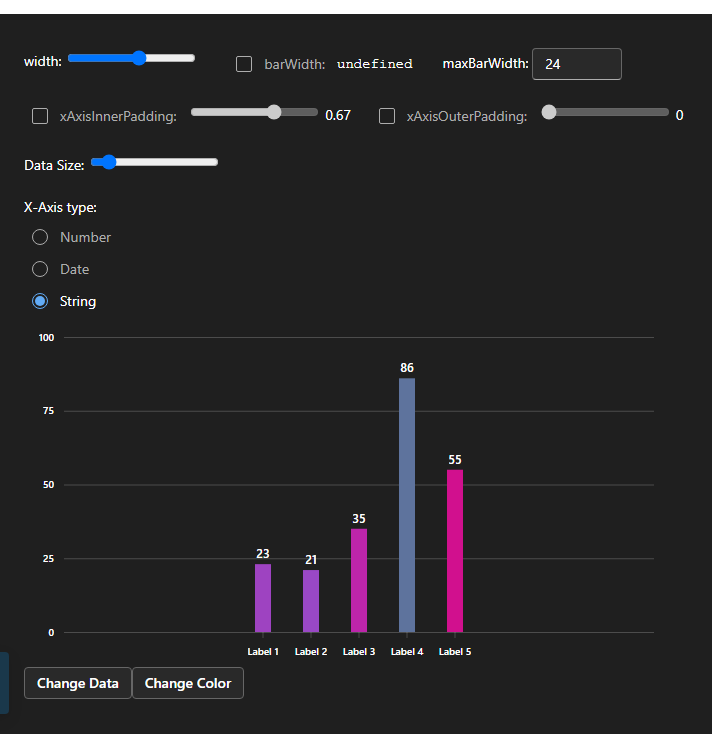 width: barWidth: undefined maxBarWidth: 24
xAxisInnerPadding: 0.67 xAxisOuterPadding: 0
Data Size:
X-Axis type:
Number
Date
String
100
86
75
55
50
35
25
23
21
0
Label 1 Label 2 Label 3 Label 4 Label 5
Change Data Change Color